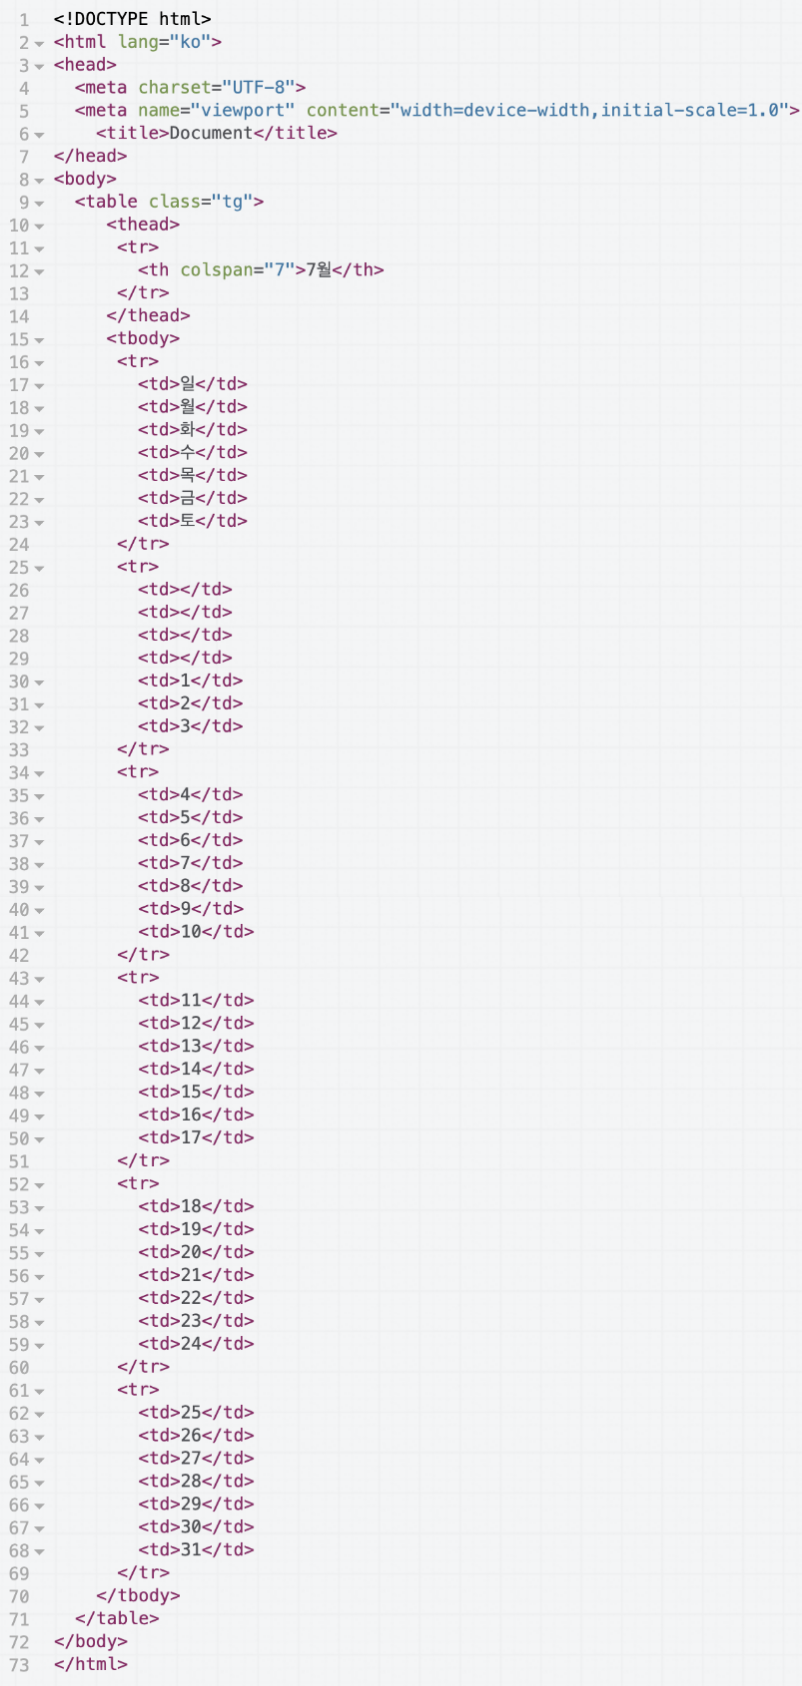 1 <!DOCTYPE html>
2 <html lang="ko">
3 <head>
4 <meta charset="UTF-8">
5 <meta name="viewport" content="width=device-width,initial-scale=1.0">
6 <title>Document</title>
7 </head>
8 <body>
9 <table class="tg">
10 <thead>
11 <tr>
12 <th colspan="7">7월</th>
13 </tr>
14 </thead>
15 <tbody>
16 <tr>
17 <td>일</td>
18 <td>월</td>
19 <td>화</td>
20 <td>수</td>
21 <td>목</td>
22 <td>금</td>
23 <td>토</td>
24 </tr>
25 <tr>
26 <td></td>
27 <td></td>
28 <td></td>
29 <td></td>
30 <td>1</td>
31 <td>2</td>
32 <td>3</td>
33 </tr>
34 <tr>
35 <td>4</td>
36 <td>5</td>
37 <td>6</td>
38 <td>7</td>
39 <td>8</td>
40 <td>9</td>
41 <td>10</td>
42 </tr>
43 <tr>
44 <td>11</td>
45 <td>12</td>
46 <td>13</td>
47 <td>14</td>
48 <td>15</td>
49 <td>16</td>
50 <td>17</td>
51 </tr>
52 <tr>
53 <td>18</td>
54 <td>19</td>
55 <td>20</td>
56 <td>21</td>
57 <td>22</td>
58 <td>23</td>
59 <td>24</td>
60 </tr>
61 <tr>
62 <td>25</td>
63 <td>26</td>
64 <td>27</td>
65 <td>28</td>
66 <td>29</td>
67 <td>30</td>
68 <td>31</td>
69 </tr>
70 </tbody>
71 </table>
72 </body>
73 </html>